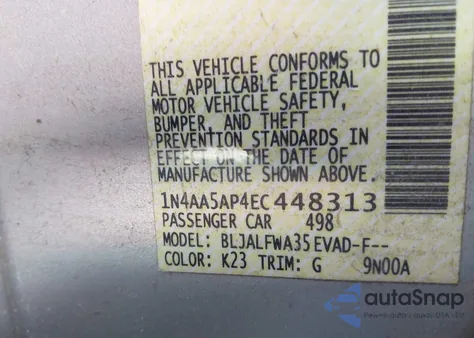 THIS VEHICLE CONFORMS TO
ALL APPLICABLE FEDERAL
MOTOR VEHICLE SAFETY,
BUMPER, AND THEFT
PREVENTION STANDARDS IN
EFFECT ON THE DATE OF
MANUFACTURE SHOWN ABOVE.
1N4AA5AP4EC448313
PASSENGER CAR 498
MODEL: BLJALFWA35EVAD-F--
COLOR: K23 TRIM: G 9N00A
autoSnap